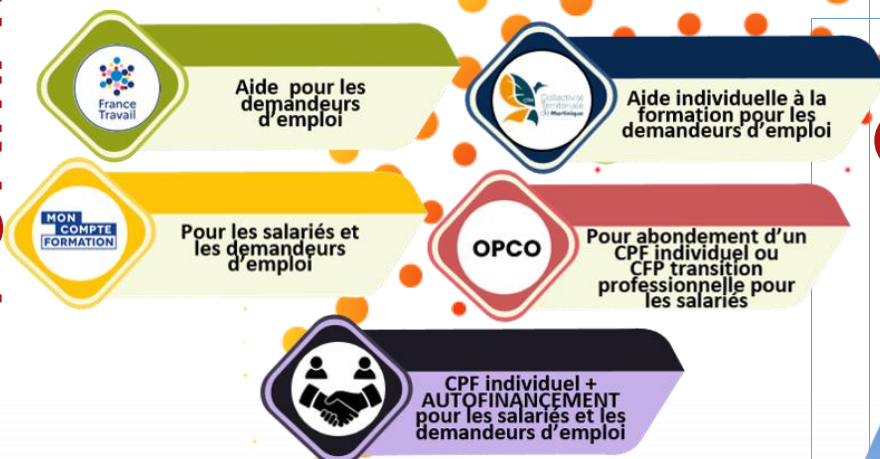 France
Travail
Aide pour les
demandeurs
d'emploi
Collectivité
Territoriale
de Martinique
Aide individuelle à la
formation pour les
demandeurs d'emploi
MON
COMPTE
FORMATION
Pour les salariés et
les demandeurs
d'emploi
OPCO
Pour abondement d'un
CPF individuel ou
CFP transition
professionnelle pour
les salariés
CPF individuel +
AUTOFINANCEMENT
pour les salariés et les
demandeurs d'emploi